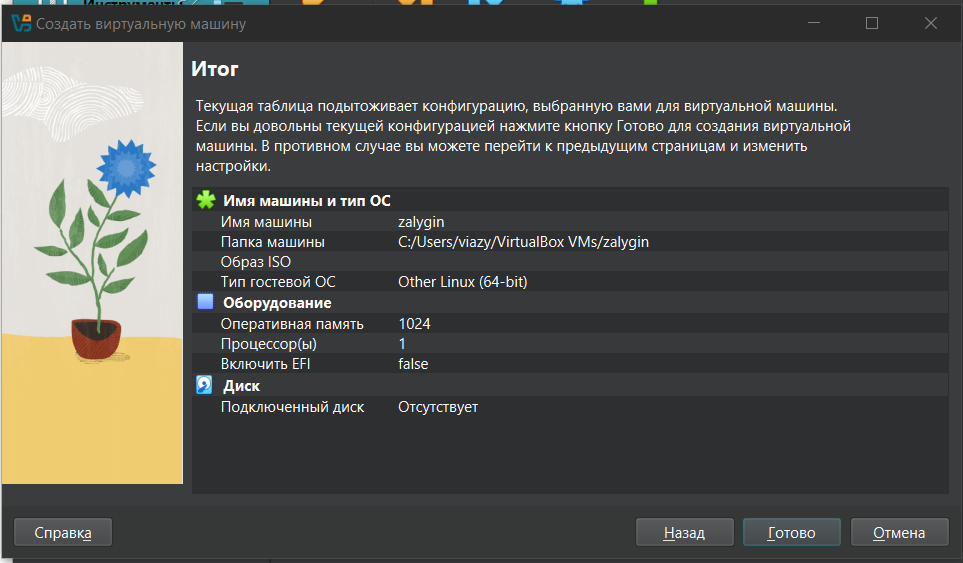 Инструменты
Создать виртуальную машину
Итог
Текущая таблица подытоживает конфигурацию, выбранную вами для виртуальной машины.
Если вы довольны текущей конфигурацией нажмите кнопку Готово для создания виртуальной
машины. В противном случае вы можете перейти к предыдущим страницам и изменить
настройки.
Имя машины и тип ОС
Имя машины zalygin
Папка машины C:/Users/viazy/VirtualBox VMs/zalygin
Образ ISO
Тип гостевой ОС Other Linux (64-bit)
Оборудование
Оперативная память 1024
Процессор(ы) 1
Включить EFI false
Диск
Подключенный диск Отсутствует
Справка Назад Готово Отмена